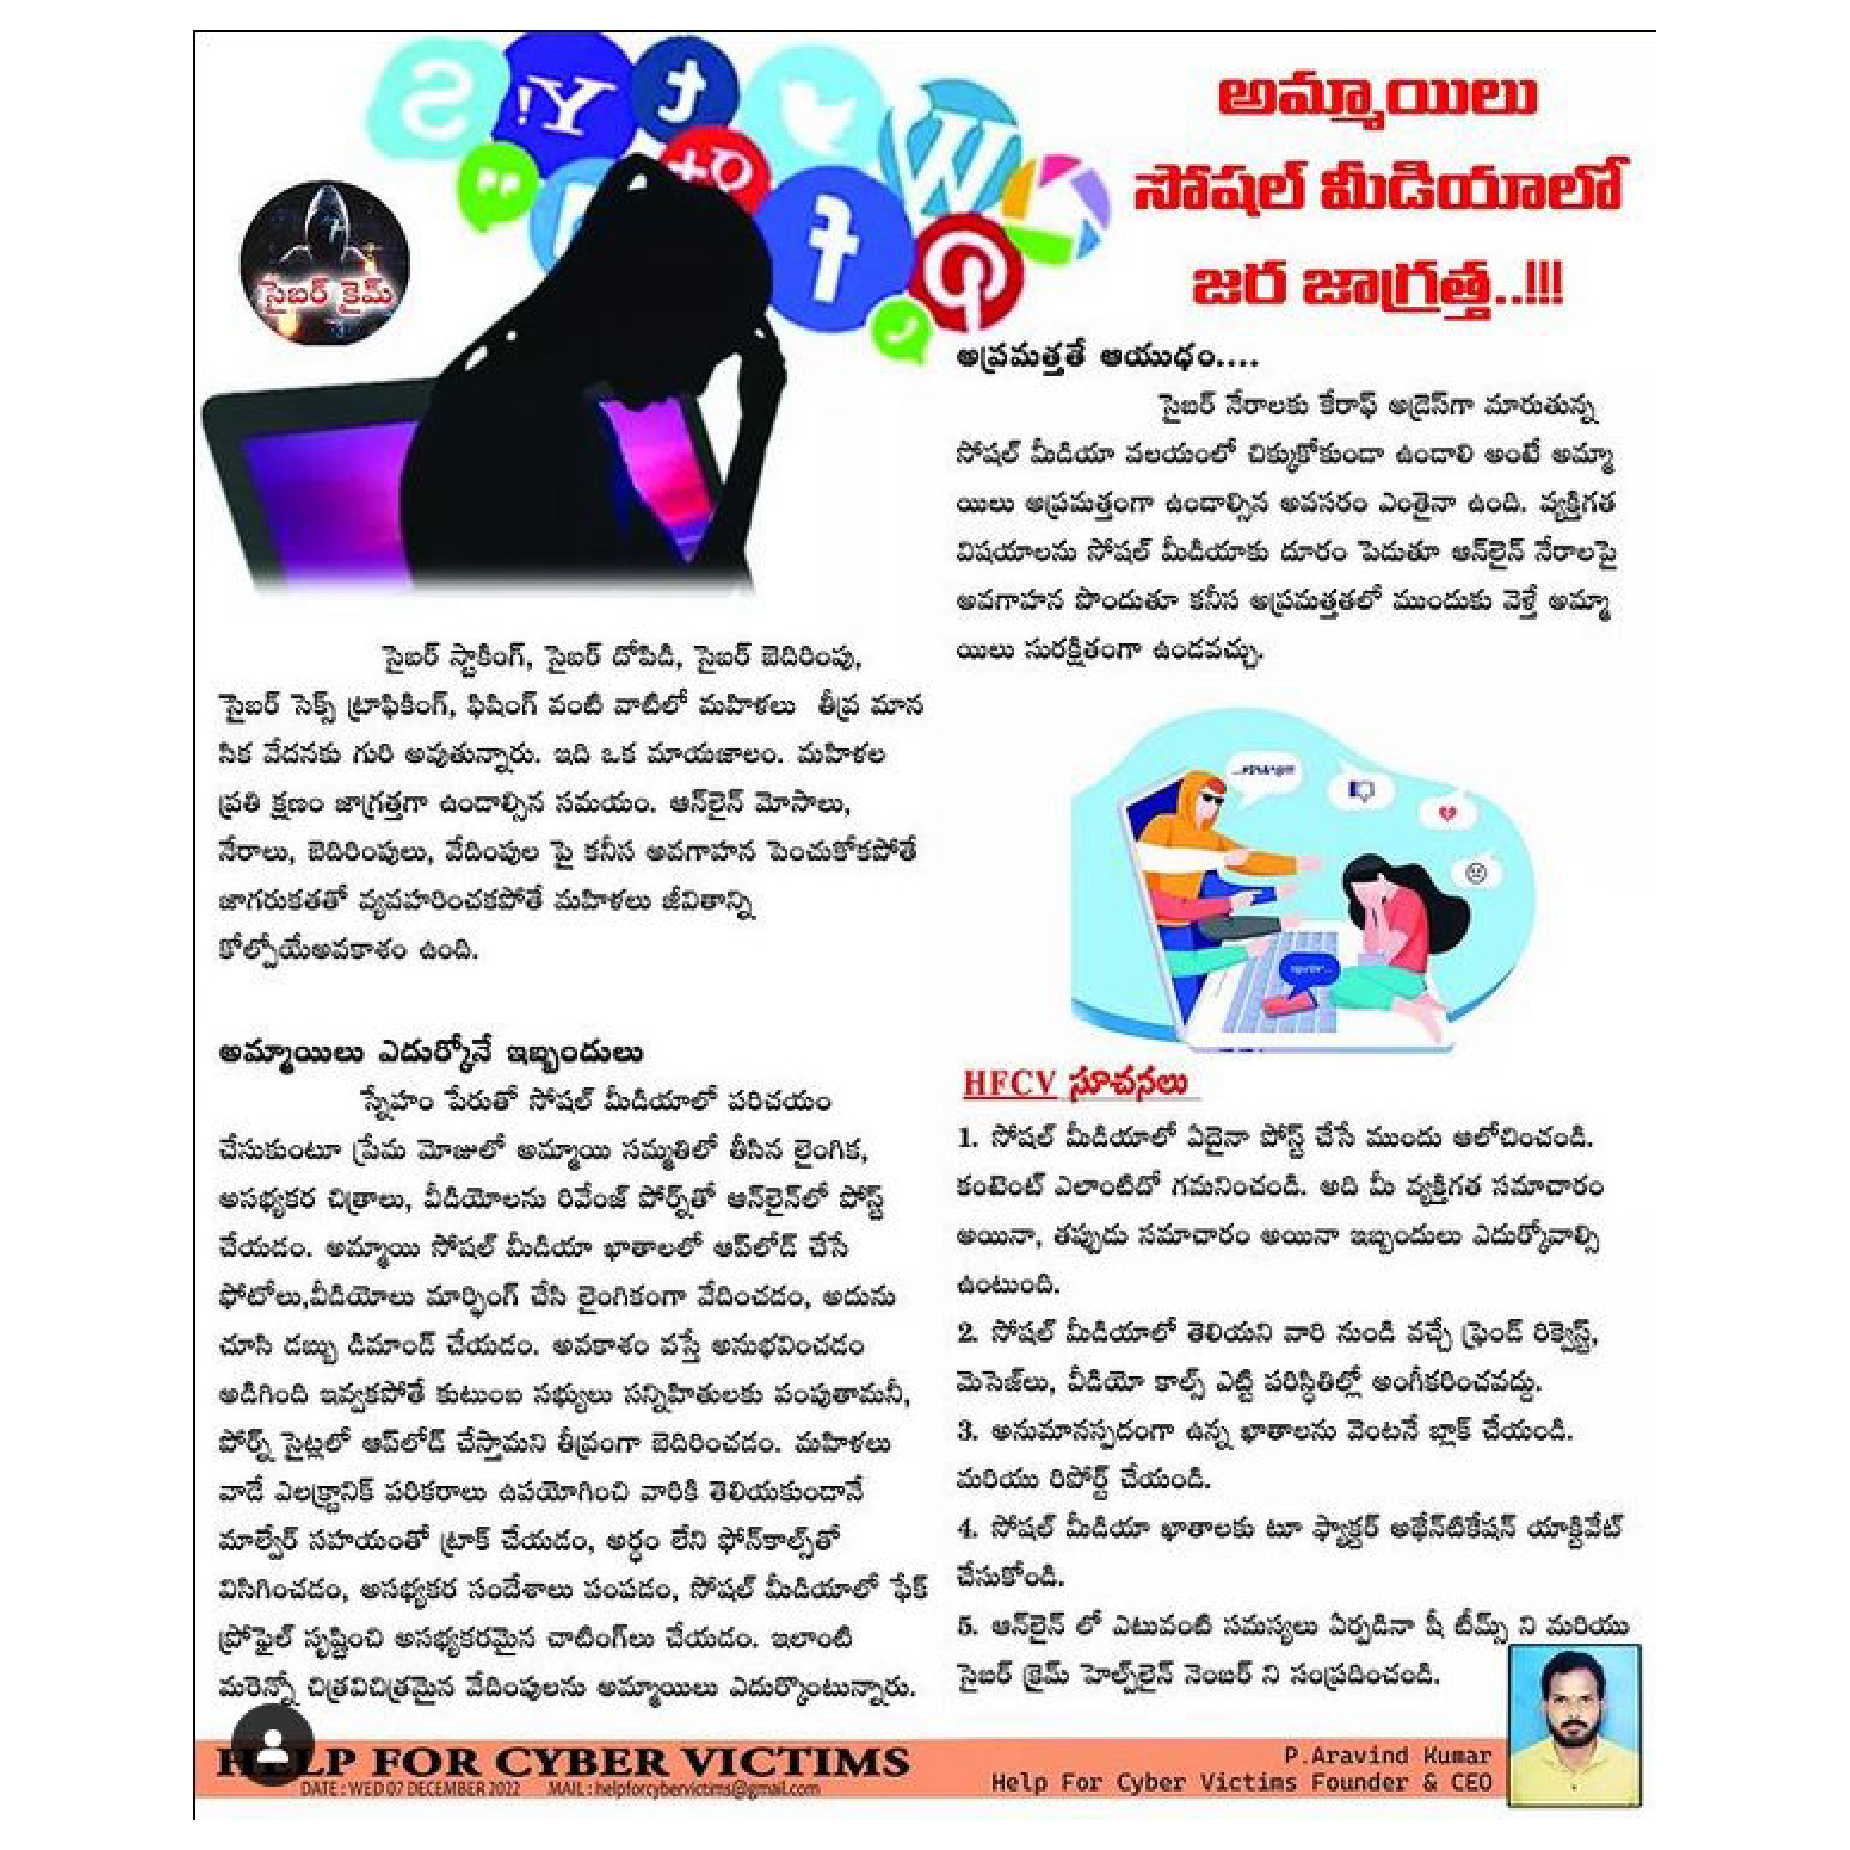 అమ్మాయిలు
సోషల్ మీడియాలో
జర జాగ్రత్త..!!!
సైబర్ క్రైమ్
సైబర్ స్టాకింగ్, సైబర్ దోపిడి, సైబర్ బెదిరింపు,
సైబర్ సెక్స్ ట్రాఫికింగ్, ఫిషింగ్ వంటి వాటిలో మహిళలు తీవ్ర మాన
సిక వేదనకు గురి అవుతున్నారు. ఇది ఒక మాయజాలం. మహిళల
ప్రతి క్షణం జాగ్రత్తగా ఉండాల్సిన సమయం. ఆన్‌లైన్ మోసాలు,
నేరాలు, బెదిరింపులు, వేదింపుల పై కనీస అవగాహన పెంచుకోకపోతే
జాగరుకతతో వ్యవహరించకపోతే మహిళలు జీవితాన్ని
కోల్పోయేఅవకాశం ఉంది.
అమ్మాయిలు ఎదుర్కోనే ఇబ్బందులు
స్నేహం పేరుతో సోషల్ మీడియాలో పరిచయం
చేసుకుంటూ ప్రేమ మోజులో అమ్మాయి సమ్మతిలో తీసిన లైంగిక,
అసభ్యకర చిత్రాలు, వీడియోలను రివేంజ్ పోర్న్‌తో ఆన్‌లైన్‌లో పోస్ట్
చేయడం. అమ్మాయి సోషల్ మీడియా ఖాతాలలో ఆప్‌లోడ్ చేసే
ఫోటోలు,వీడియోలు మార్ఫింగ్ చేసి లైంగికంగా వేదించడం, అదును
చూసి డబ్బు డిమాండ్ చేయడం. అవకాశం వస్తే అనుభవించడం
అడిగింది ఇవ్వకపోతే కుటుంబ సభ్యులు సన్నిహితులకు పంపుతామనీ,
పోర్న్ సైట్లలో ఆప్‌లోడ్ చేస్తామని తీవ్రంగా బెదిరించడం. మహిళలు
వాడే ఎలక్ట్రానిక్ పరికరాలు ఉపయోగించి వారికి తెలియకుండానే
మాల్వేర్ సహయంతో ట్రాక్ చేయడం, అర్ధం లేని ఫోన్‌కాల్స్‌తో
విసిగించడం, అసభ్యకర సందేశాలు పంపడం, సోషల్ మీడియాలో ఫేక్
ప్రోఫైల్ సృష్టించి అసభ్యకరమైన చాటింగ్‌లు చేయడం. ఇలాంటి
మరెన్నో చిత్రవిచిత్రమైన వేదింపులను అమ్మాయిలు ఎదుర్కొంటున్నారు.
అప్రమత్తతే ఆయుధం....
సైబర్ నేరాలకు కేరాఫ్ అడ్రెస్‌గా మారుతున్న
సోషల్ మీడియా వలయంలో చిక్కుకోకుండా ఉండాలి అంటే అమ్మా
యిలు అప్రమత్తంగా ఉండాల్సిన అవసరం ఎంతైనా ఉంది. వ్యక్తిగత
విషయాలను సోషల్ మీడియాకు దూరం పెడుతూ ఆన్‌లైన్ నేరాలపై
అవగాహన పొందుతూ కనీస అప్రమత్తతలో ముందుకు వెళ్తే అమ్మా
యిలు సురక్షితంగా ఉండవచ్చు.
HFCV సూచనలు
1. సోషల్ మీడియాలో ఏదైనా పోస్ట్ చేసే ముందు ఆలోచించండి.
కంటెంట్ ఎలాంటిదో గమనించండి. అది మీ వ్యక్తిగత సమాచారం
అయినా, తప్పుడు సమాచారం అయినా ఇబ్బందులు ఎదుర్కోవాల్సి
ఉంటుంది.
2. సోషల్ మీడియాలో తెలియని వారి నుండి వచ్చే ఫ్రెండ్ రిక్వెస్ట్,
మెసెజ్‌లు, వీడియో కాల్స్ ఎట్టి పరిస్ధితిల్లో అంగీకరించవద్దు.
3. అనుమానస్పదంగా ఉన్న ఖాతాలను వెంటనే బ్లాక్ చేయండి.
మరియు రిపోర్ట్ చేయండి.
4. సోషల్ మీడియా ఖాతాలకు టూ ఫ్యాక్టర్ అథేన్‌టికేషన్ యాక్టివేట్
చేసుకోండి.
5. ఆన్‌లైన్ లో ఎటువంటి సమస్యలు ఏర్పడినా షీ టీమ్స్ ని మరియు
సైబర్ క్రైమ్ హెల్ప్‌లైన్ నెంబర్ ని సంప్రదించండి.
HELP FOR CYBER VICTIMS
DATE : WED 07 DECEMBER 2022 MAIL : helpforcybervictims@gmail.com
P.Aravind Kumar
Help For Cyber Victims Founder & CEO